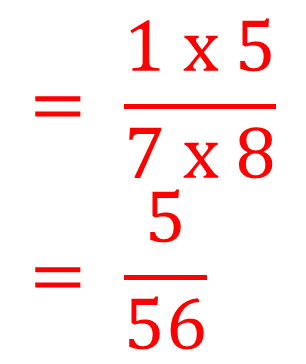 = 1 x 5
7 x 8
= 5
56